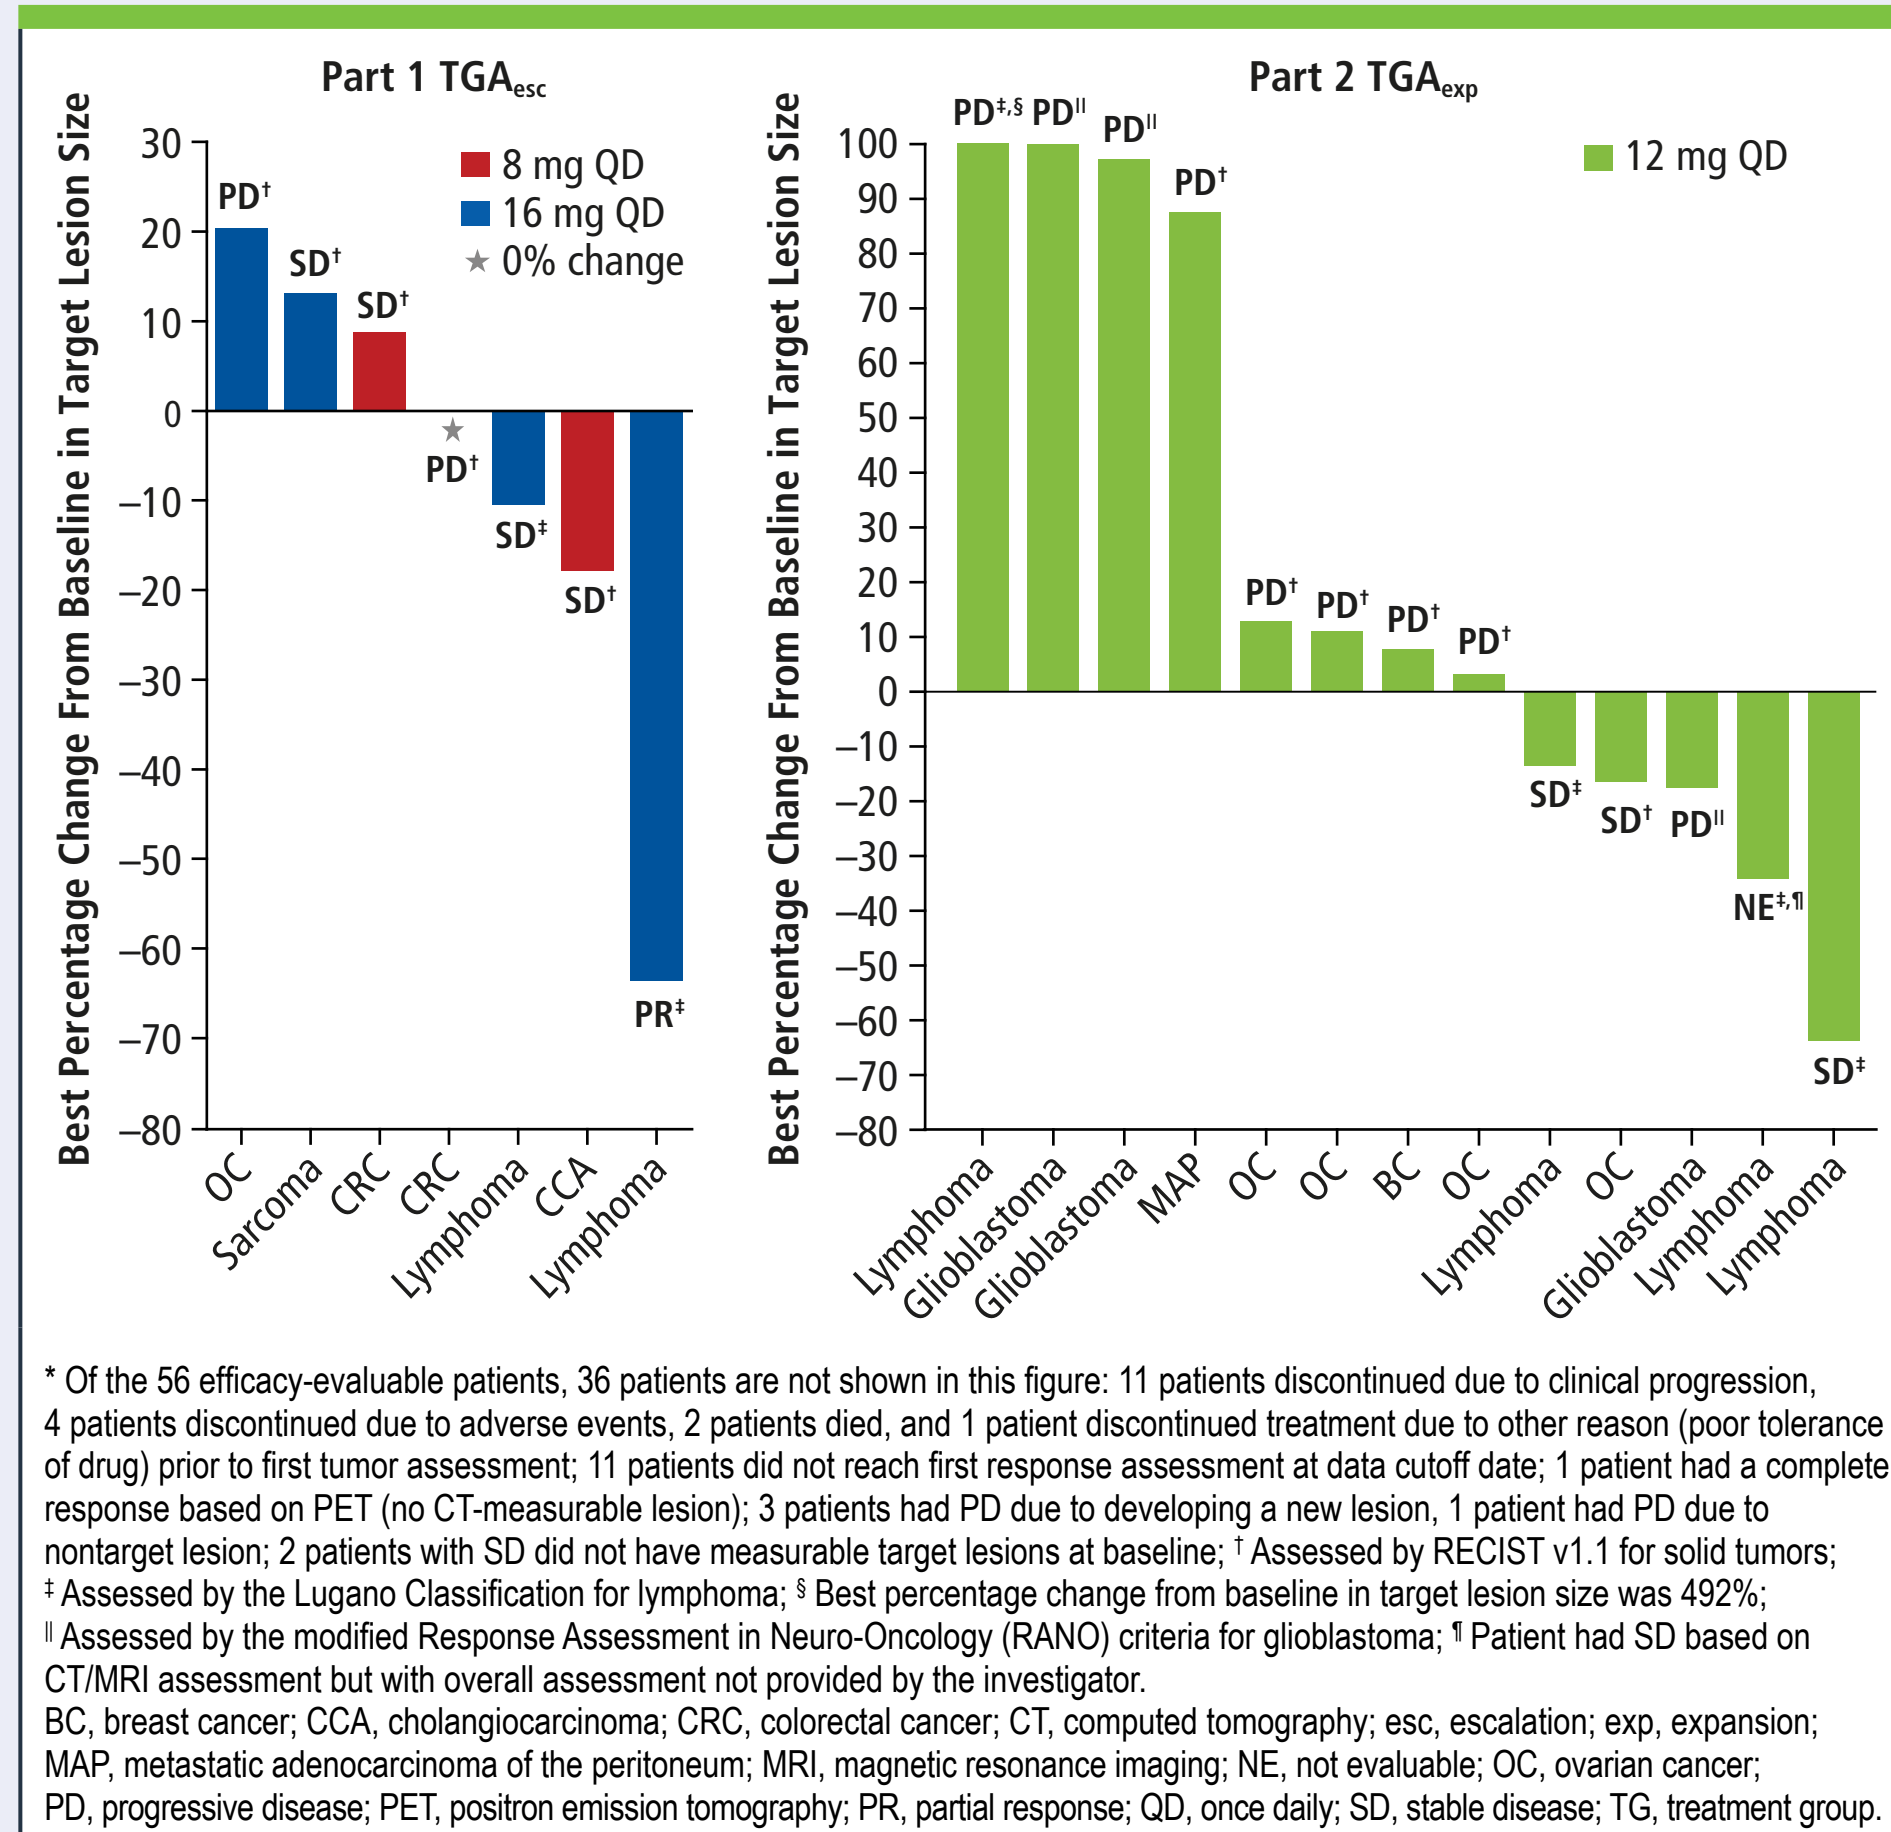 Part 1 TGAesc
Best Percentage Change From Baseline in Target Lesion Size
30
20
10
0
–10
–20
–30
–40
–50
–60
–70
–80
8 mg QD
16 mg QD
★ 0% change
PD†
SD†
SD†
PD†
SD‡
SD†
PR‡
OC
Sarcoma
CRC
CRC
Lymphoma
CCA
Lymphoma
Part 2 TGAexp
Best Percentage Change From Baseline in Target Lesion Size
100
90
80
70
60
50
40
30
20
10
0
–10
–20
–30
–40
–50
–60
–70
–80
12 mg QD
PD‡,§
PD||
PD||
PD†
PD†
PD†
PD†
PD†
SD‡
SD†
PD||
NE‡,¶
SD‡
Lymphoma
Glioblastoma
Glioblastoma
MAP
OC
OC
BC
OC
Lymphoma
OC
Glioblastoma
Lymphoma
Lymphoma
* Of the 56 efficacy-evaluable patients, 36 patients are not shown in this figure: 11 patients discontinued due to clinical progression,
4 patients discontinued due to adverse events, 2 patients died, and 1 patient discontinued treatment due to other reason (poor tolerance
of drug) prior to first tumor assessment; 11 patients did not reach first response assessment at data cutoff date; 1 patient had a complete
response based on PET (no CT-measurable lesion); 3 patients had PD due to developing a new lesion, 1 patient had PD due to
nontarget lesion; 2 patients with SD did not have measurable target lesions at baseline; † Assessed by RECIST v1.1 for solid tumors;
‡ Assessed by the Lugano Classification for lymphoma; § Best percentage change from baseline in target lesion size was 492%;
|| Assessed by the modified Response Assessment in Neuro-Oncology (RANO) criteria for glioblastoma; ¶ Patient had SD based on
CT/MRI assessment but with overall assessment not provided by the investigator.
BC, breast cancer; CCA, cholangiocarcinoma; CRC, colorectal cancer; CT, computed tomography; esc, escalation; exp, expansion;
MAP, metastatic adenocarcinoma of the peritoneum; MRI, magnetic resonance imaging; NE, not evaluable; OC, ovarian cancer;
PD, progressive disease; PET, positron emission tomography; PR, partial response; QD, once daily; SD, stable disease; TG, treatment group.